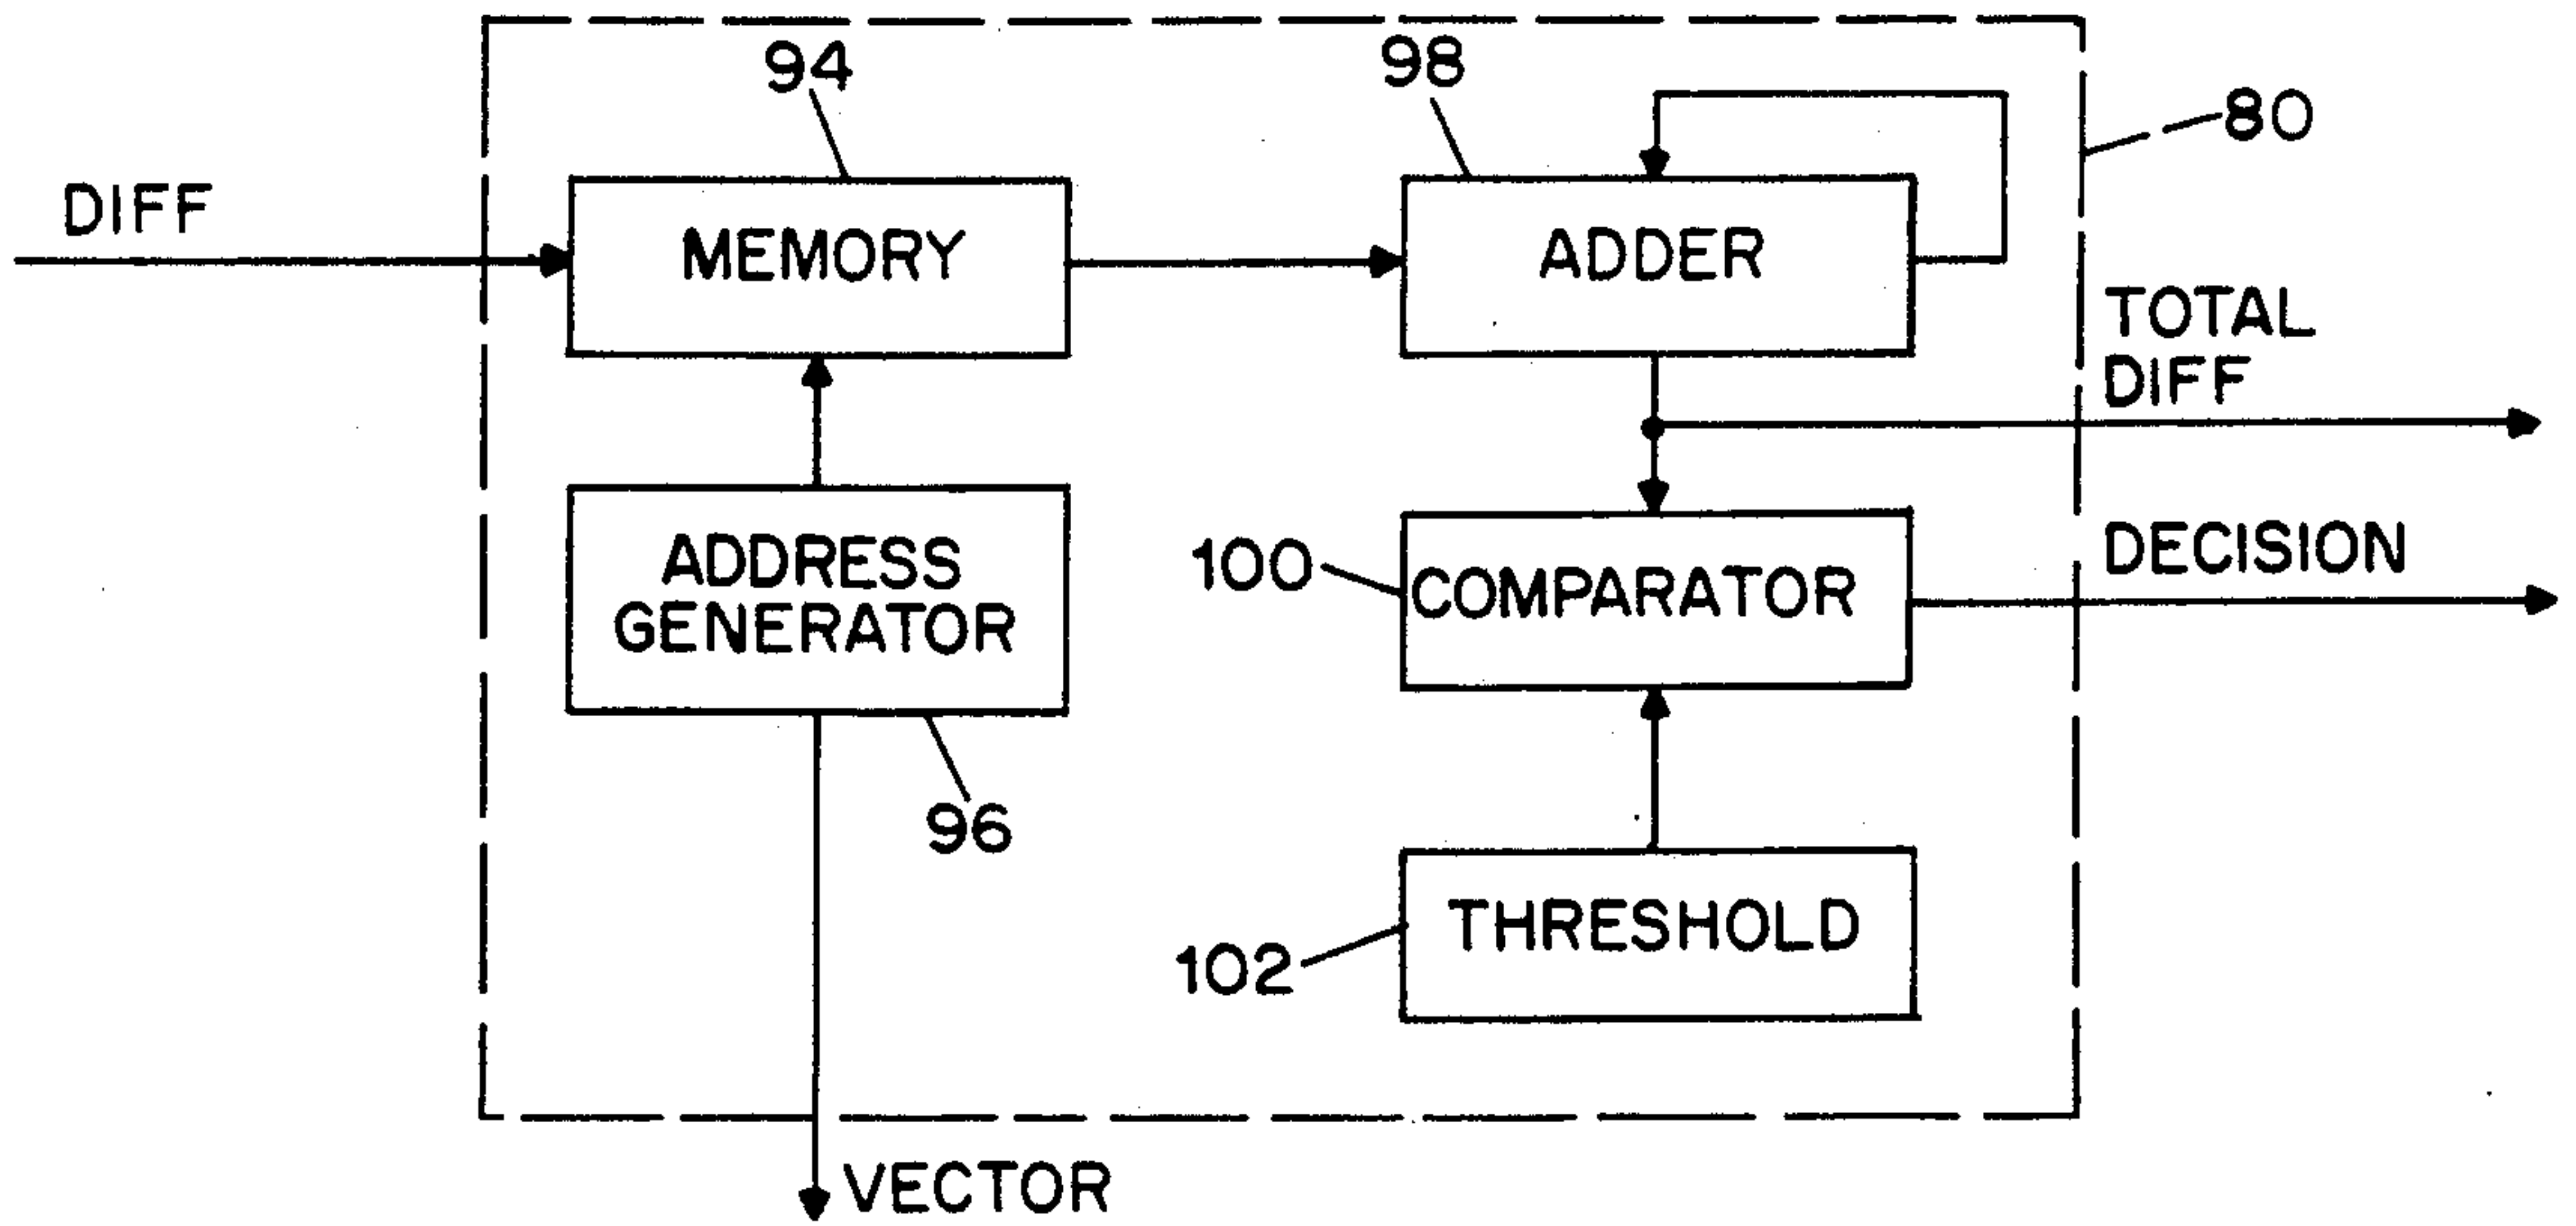 94
98
80
DIFF
MEMORY
ADDER
TOTAL
DIFF
ADDRESS
GENERATOR
100
COMPARATOR
DECISION
96
102
THRESHOLD
VECTOR